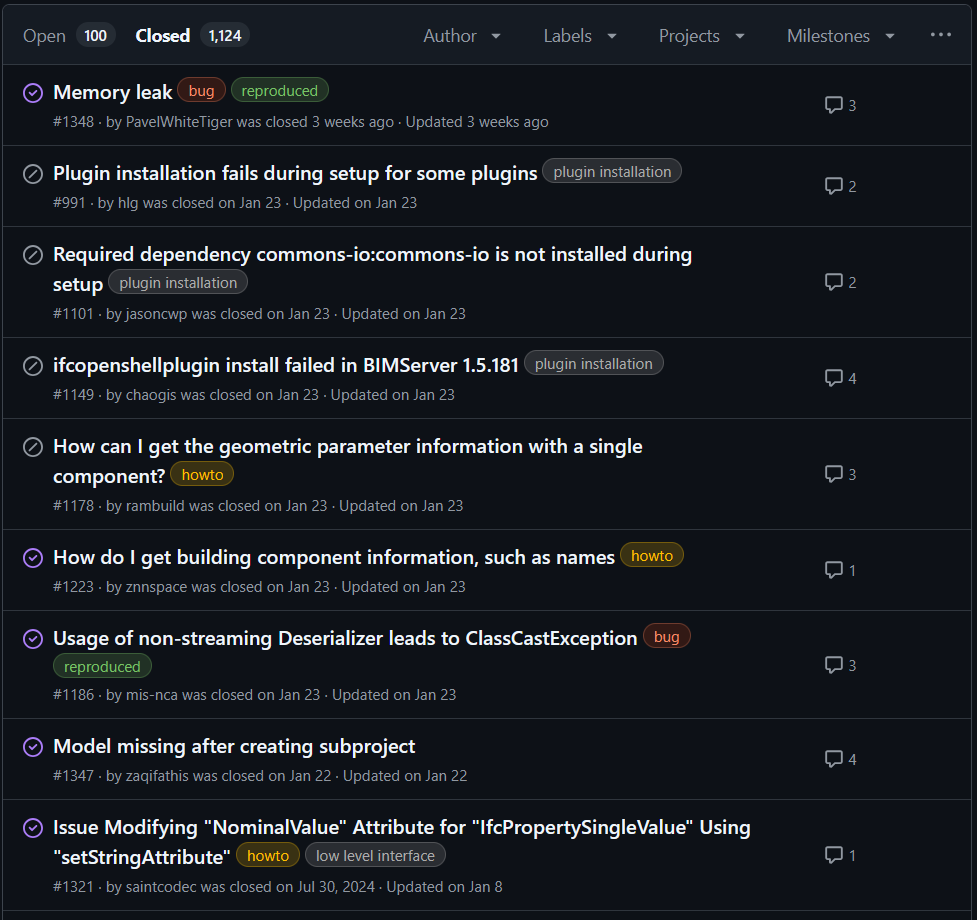 Open 100 Closed 1,124 Author Labels Projects Milestones
Memory leak bug reproduced
#1348 · by PavelWhiteTiger was closed 3 weeks ago · Updated 3 weeks ago
3
Plugin installation fails during setup for some plugins plugin installation
#991 · by hlg was closed on Jan 23 · Updated on Jan 23
2
Required dependency commons-io:commons-io is not installed during
setup plugin installation
#1101 · by jasoncwp was closed on Jan 23 · Updated on Jan 23
2
ifcopenshellplugin install failed in BIMServer 1.5.181 plugin installation
#1149 · by chaogis was closed on Jan 23 · Updated on Jan 23
4
How can I get the geometric parameter information with a single
component? howto
#1178 · by rambuild was closed on Jan 23 · Updated on Jan 23
3
How do I get building component information, such as names howto
#1223 · by znnspace was closed on Jan 23 · Updated on Jan 23
1
Usage of non-streaming Deserializer leads to ClassCastException bug
reproduced
#1186 · by mis-nca was closed on Jan 23 · Updated on Jan 23
3
Model missing after creating subproject
#1347 · by zaqifathis was closed on Jan 22 · Updated on Jan 22
4
Issue Modifying "NominalValue" Attribute for "IfcPropertySingleValue" Using
"setStringAttribute" howto low level interface
#1321 · by saintcodec was closed on Jul 30, 2024 · Updated on Jan 8
1